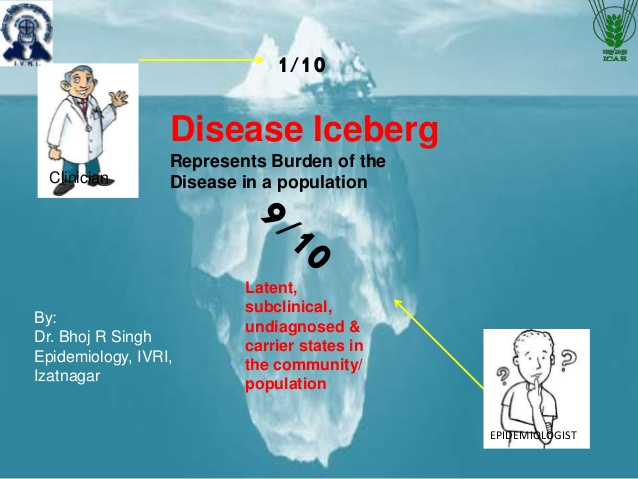 I.V.R.I.
ICAR
1/10
Clinician
Disease Iceberg
Represents Burden of the
Disease in a population
9/10
Latent,
subclinical,
undiagnosed &
carrier states in
the community/
population
By:
Dr. Bhoj R Singh
Epidemiology, IVRI,
Izatnagar
EPIDEMIOLOGIST